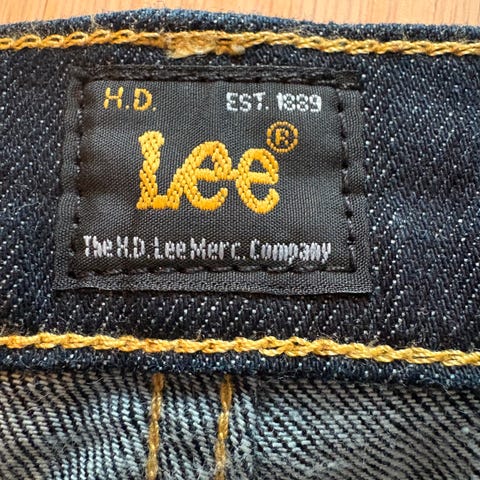 H.D. EST. 1889
Lee®
The H.D. Lee Merc. Company